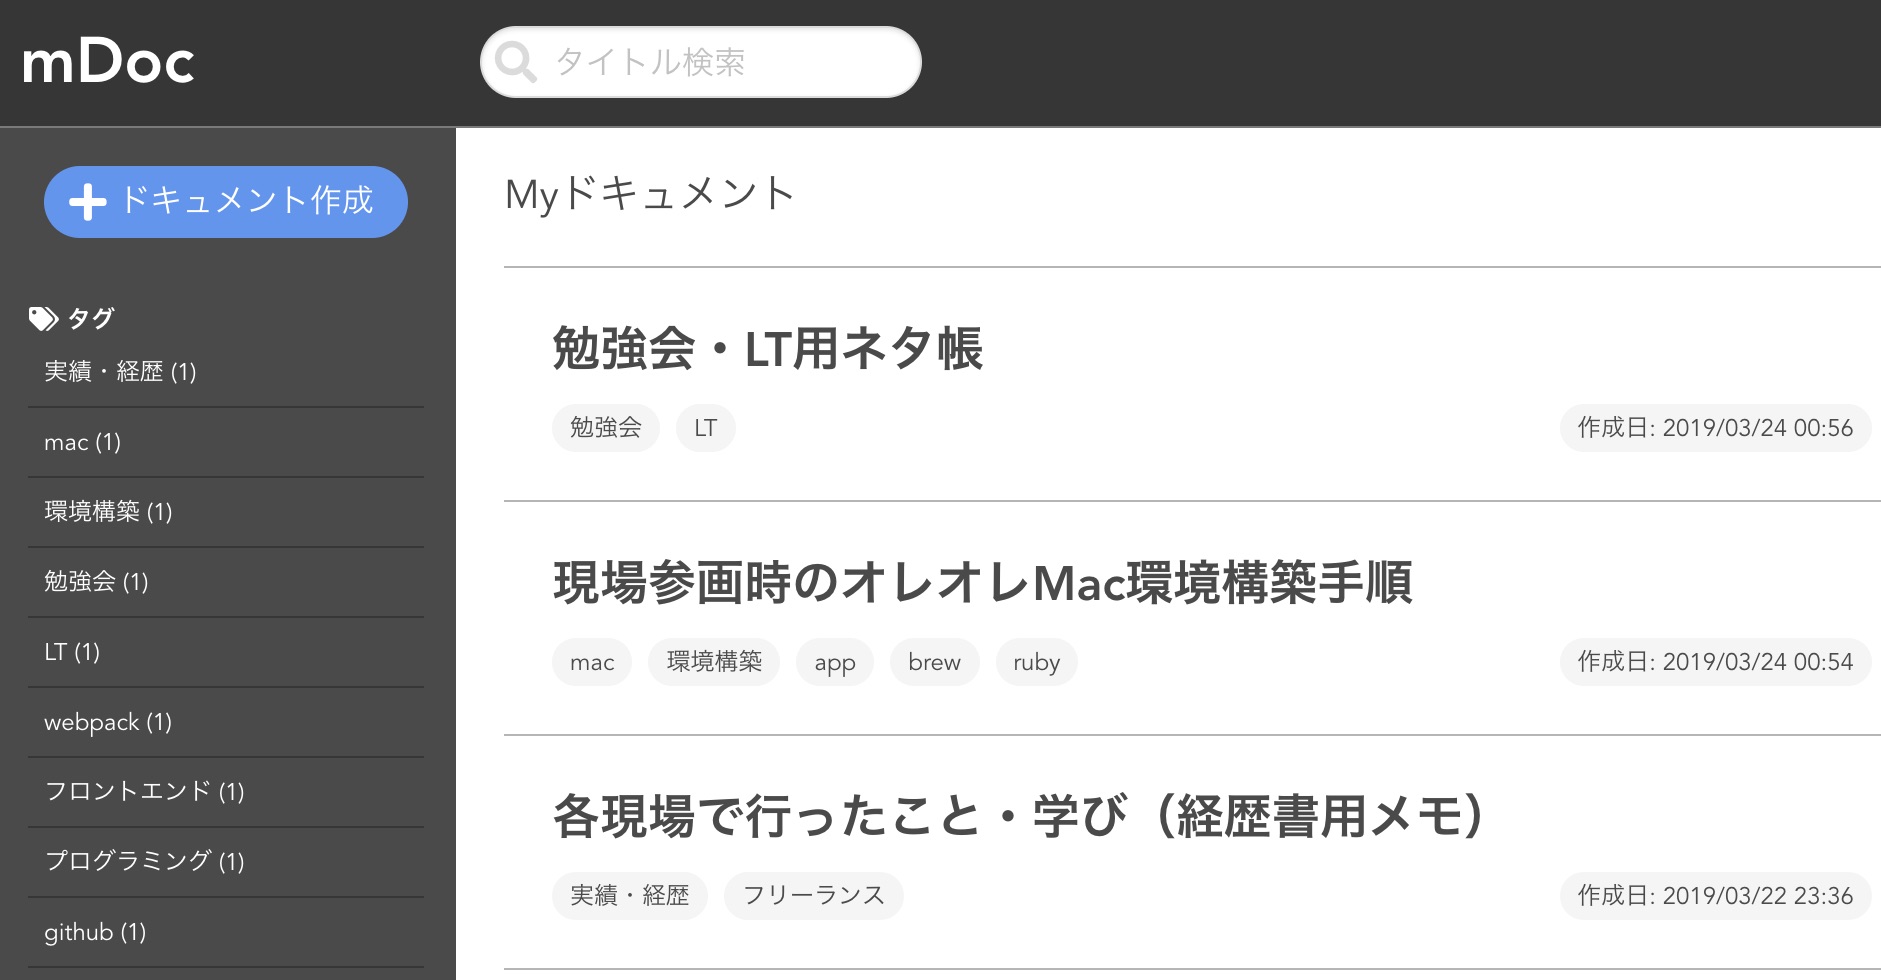 mDoc
タイトル検索
ドキュメント作成
タグ
実績・経歴 (1)
mac (1)
環境構築 (1)
勉強会 (1)
LT (1)
webpack (1)
フロントエンド (1)
プログラミング (1)
github (1)
Myドキュメント
勉強会・LT用ネタ帳
勉強会 LT 作成日: 2019/03/24 00:56
現場参画時のオレオレMac環境構築手順
mac 環境構築 app brew ruby 作成日: 2019/03/24 00:54
各現場で行ったこと・学び（経歴書用メモ）
実績・経歴 フリーランス 作成日: 2019/03/22 23:36